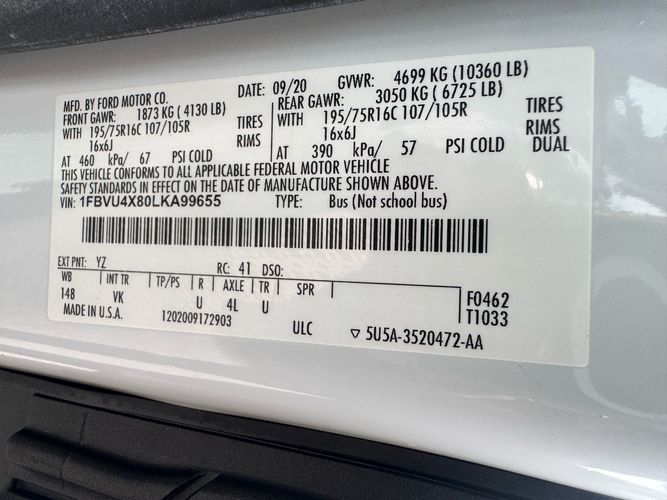 MFD. BY FORD MOTOR CO. DATE: 09/20 GVWR: 4699 KG (10360 LB)
FRONT GAWR: 1873 KG (4130 LB) REAR GAWR: 3050 KG (6725 LB)
WITH 195/75R16C 107/105R TIRES WITH 195/75R16C 107/105R TIRES
16x6J RIMS 16x6J RIMS
AT 460 kPa/ 67 PSI COLD AT 390 kPa/ 57 PSI COLD DUAL
THIS VEHICLE CONFORMS TO ALL APPLICABLE FEDERAL MOTOR VEHICLE
SAFETY STANDARDS IN EFFECT ON THE DATE OF MANUFACTURE SHOWN ABOVE.
VIN: 1FBVU4X80LKA99655 TYPE: Bus (Not school bus)
EXT PNT: YZ RC: 41 DSO:
WB INT TR TP/PS R AXLE TR SPR F0462
148 VK U 4L U T1033
MADE IN U.S.A. 1202009172903 ULC ▽ 5U5A-3520472-AA